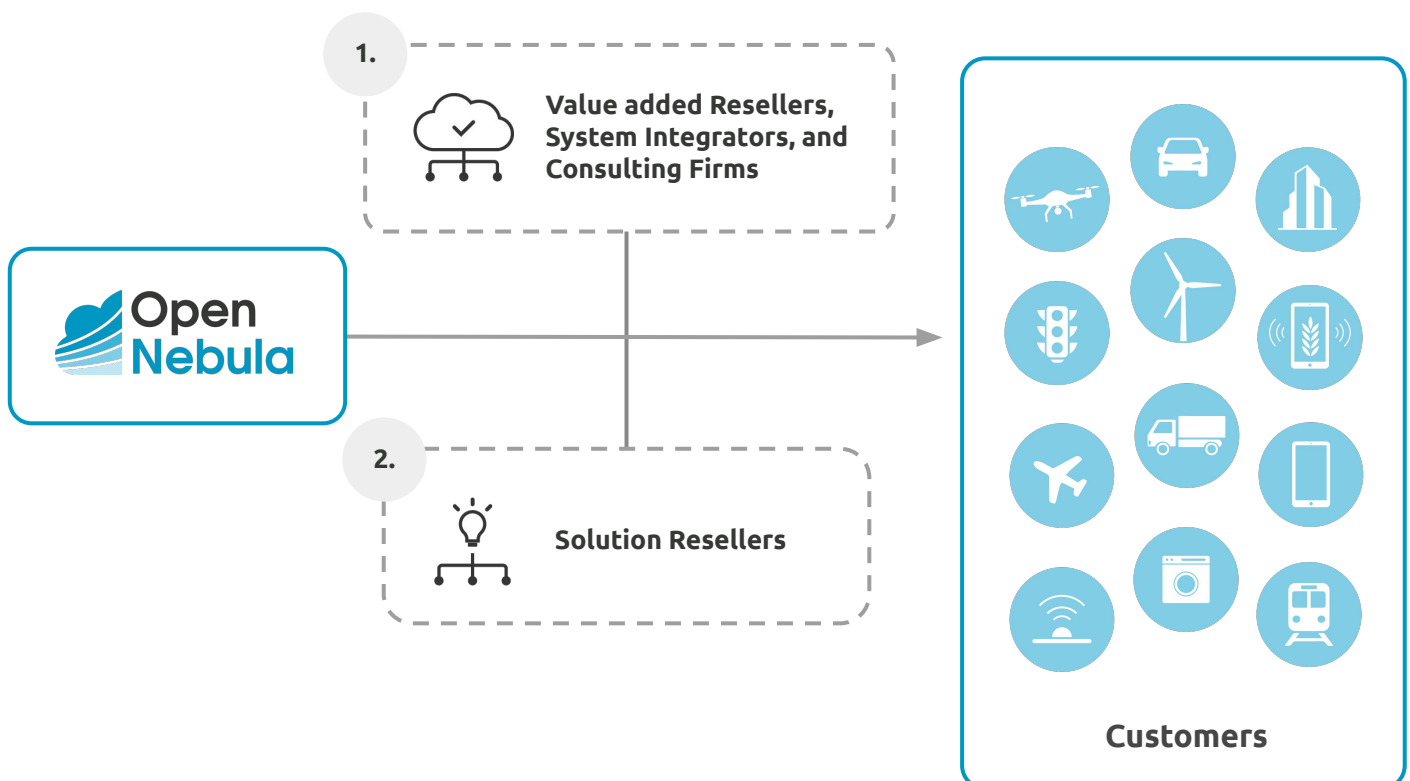 1.
Value added Resellers,
System Integrators, and
Consulting Firms
Open
Nebula
2.
Solution Resellers
Customers